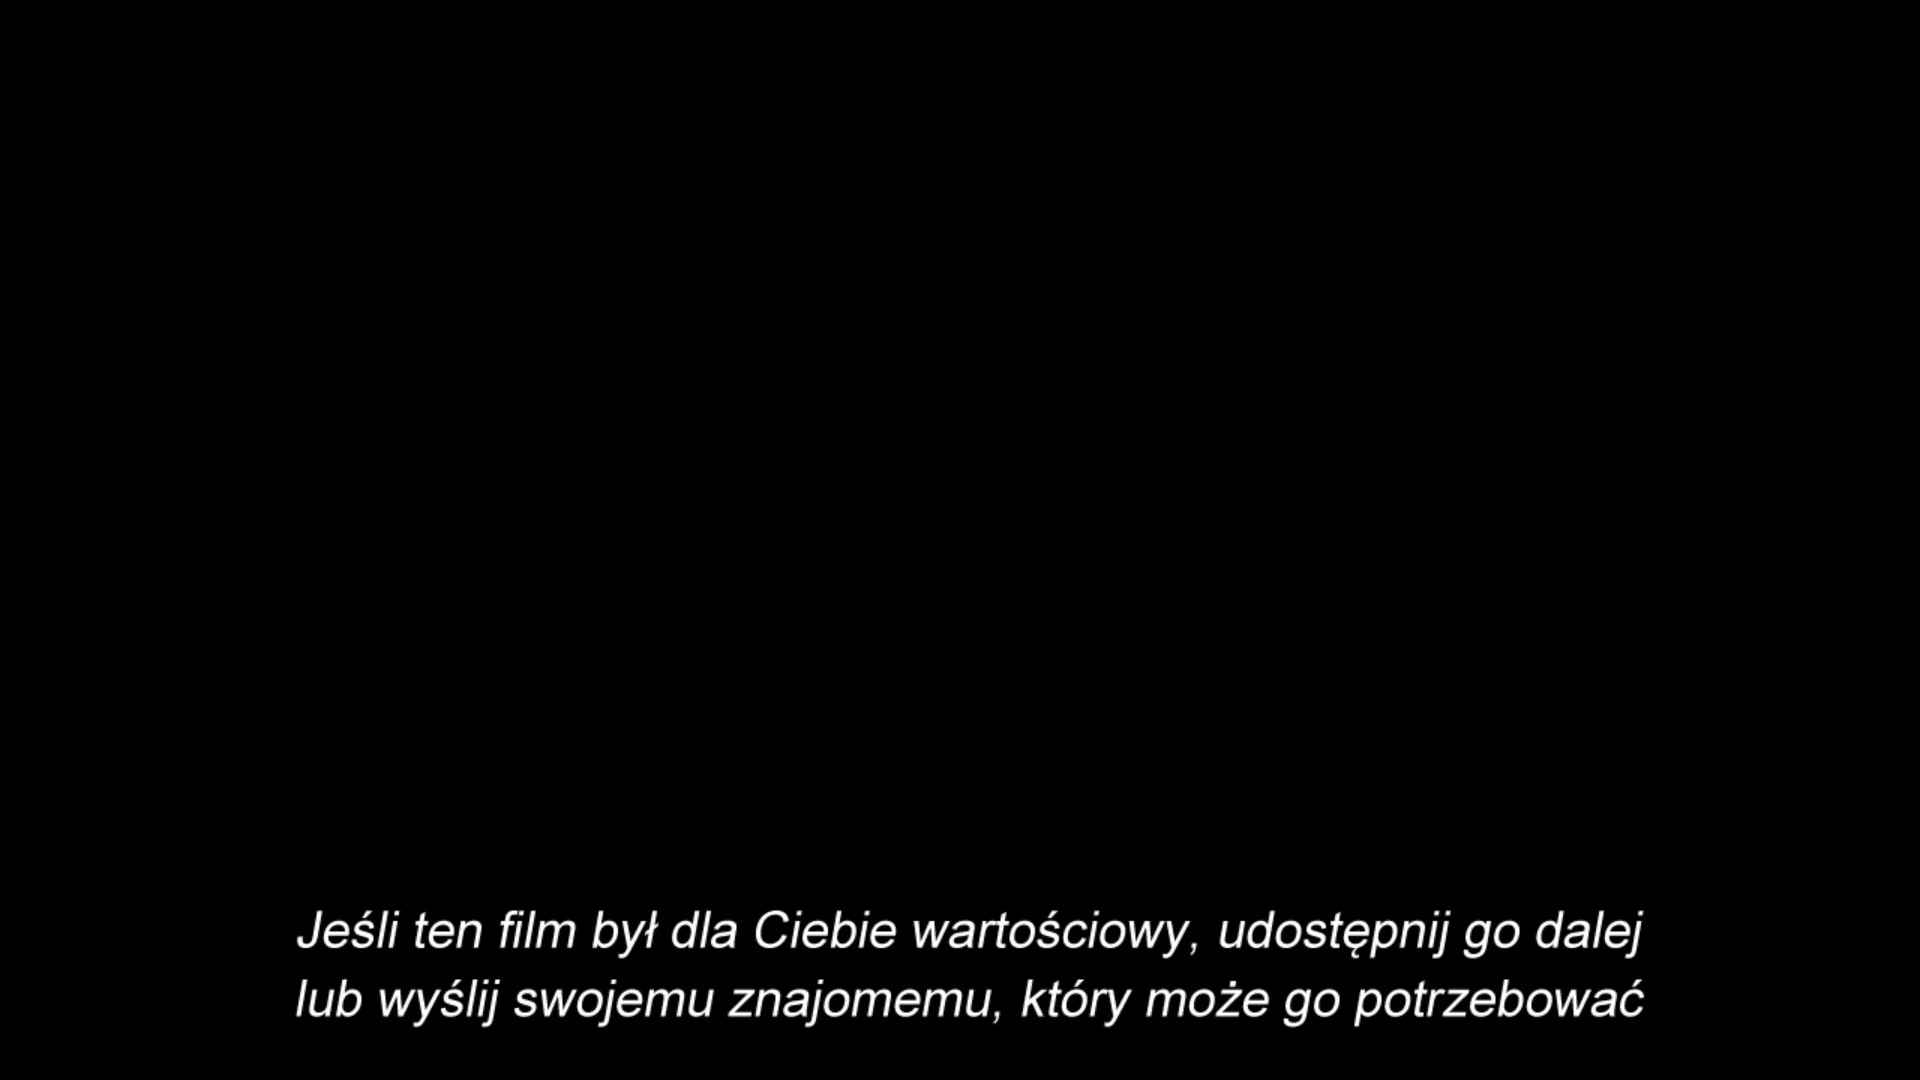 Jeśli ten film był dla Ciebie wartościowy, udostępnij go dalej
lub wyślij swojemu znajomemu, który może go potrzebować